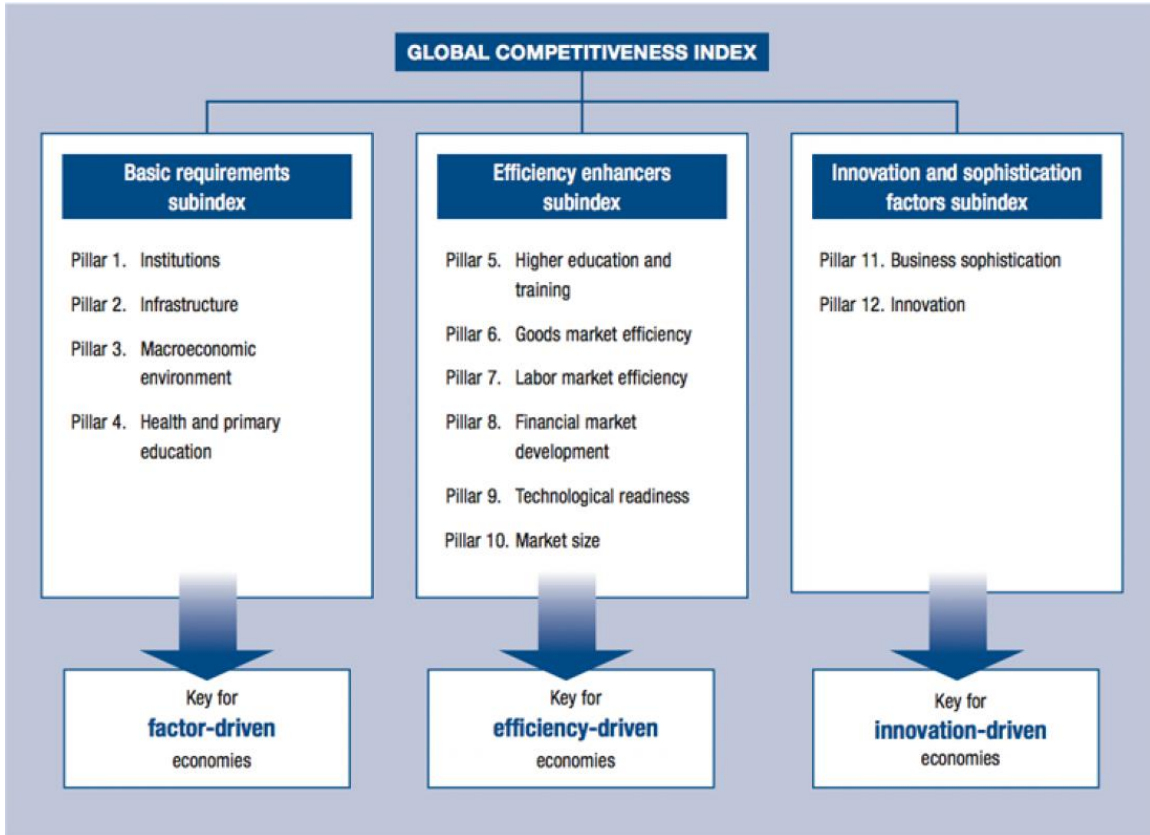 GLOBAL COMPETITIVENESS INDEX
Basic requirements
subindex
Pillar 1. Institutions
Pillar 2. Infrastructure
Pillar 3. Macroeconomic
environment
Pillar 4. Health and primary
education
Key for
factor-driven
economies
Efficiency enhancers
subindex
Pillar 5. Higher education and
training
Pillar 6. Goods market efficiency
Pillar 7. Labor market efficiency
Pillar 8. Financial market
development
Pillar 9. Technological readiness
Pillar 10. Market size
Key for
efficiency-driven
economies
Innovation and sophistication
factors subindex
Pillar 11. Business sophistication
Pillar 12. Innovation
Key for
innovation-driven
economies